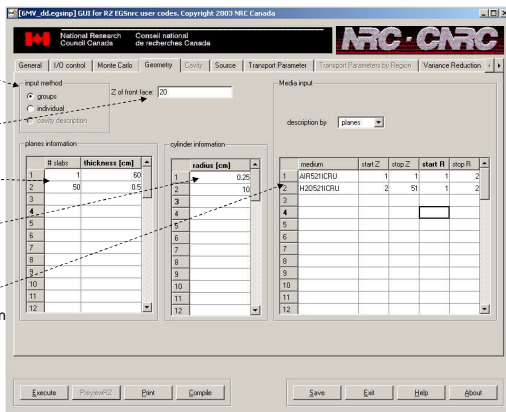 [6MV_dd.egsinp] GUI for RZ EGSnrc user codes. Copyright 2003 NRC Canada
National Research Council Canada
Conseil national de recherches Canada
NRC·CNRC
General I/O control Monte Carlo Geometry Cavity Source Transport Parameter Transport Parameters by Region Variance Reduction
input method
groups
individual
cavity description
Z of front face: 20
Media input
description by planes
planes information
# slabs thickness [cm]
1 1 60
2 50 0.5
3
4
5
6
7
8
9
10
11
12
cylinder information
radius [cm]
1 0.25
2 10
3
4
5
6
7
8
9
10
11
12
medium start Z stop Z start R stop R
1 AIR521ICRU 1 1 1 2
2 H2O521ICRU 2 51 1 2
3
4
5
6
7
8
9
10
11
12
n
Execute PreviewRZ Print Compile Save Exit Help About